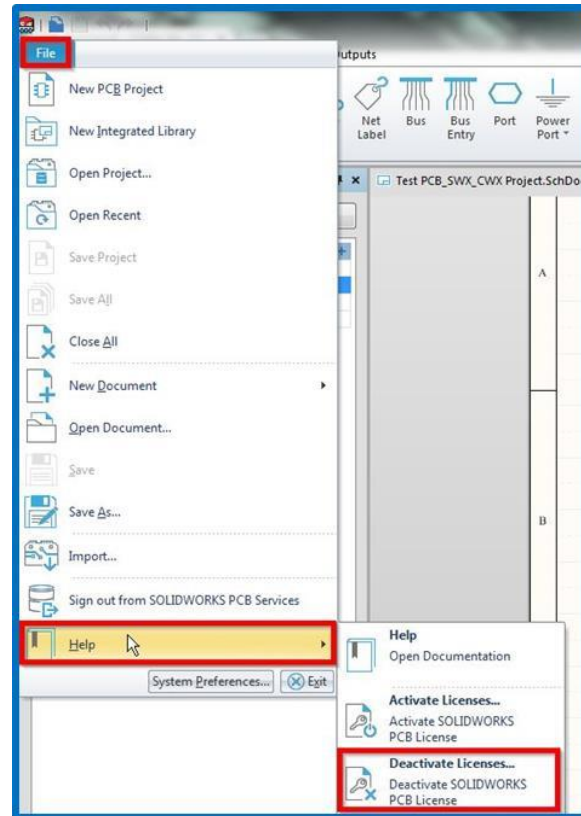 File
utputs
New PCB Project
New Integrated Library
Open Project...
Open Recent
Save Project
Save All
Close All
New Document
Open Document...
Save
Save As...
Import...
Sign out from SOLIDWORKS PCB Services
Help
System Preferences...
Exit
Net
Label
Bus
Bus
Entry
Port
Power
Port
Test PCB_SWX_CWX Project.SchDo
A
B
Help
Open Documentation
Activate Licenses...
Activate SOLIDWORKS
PCB License
Deactivate Licenses...
Deactivate SOLIDWORKS
PCB License